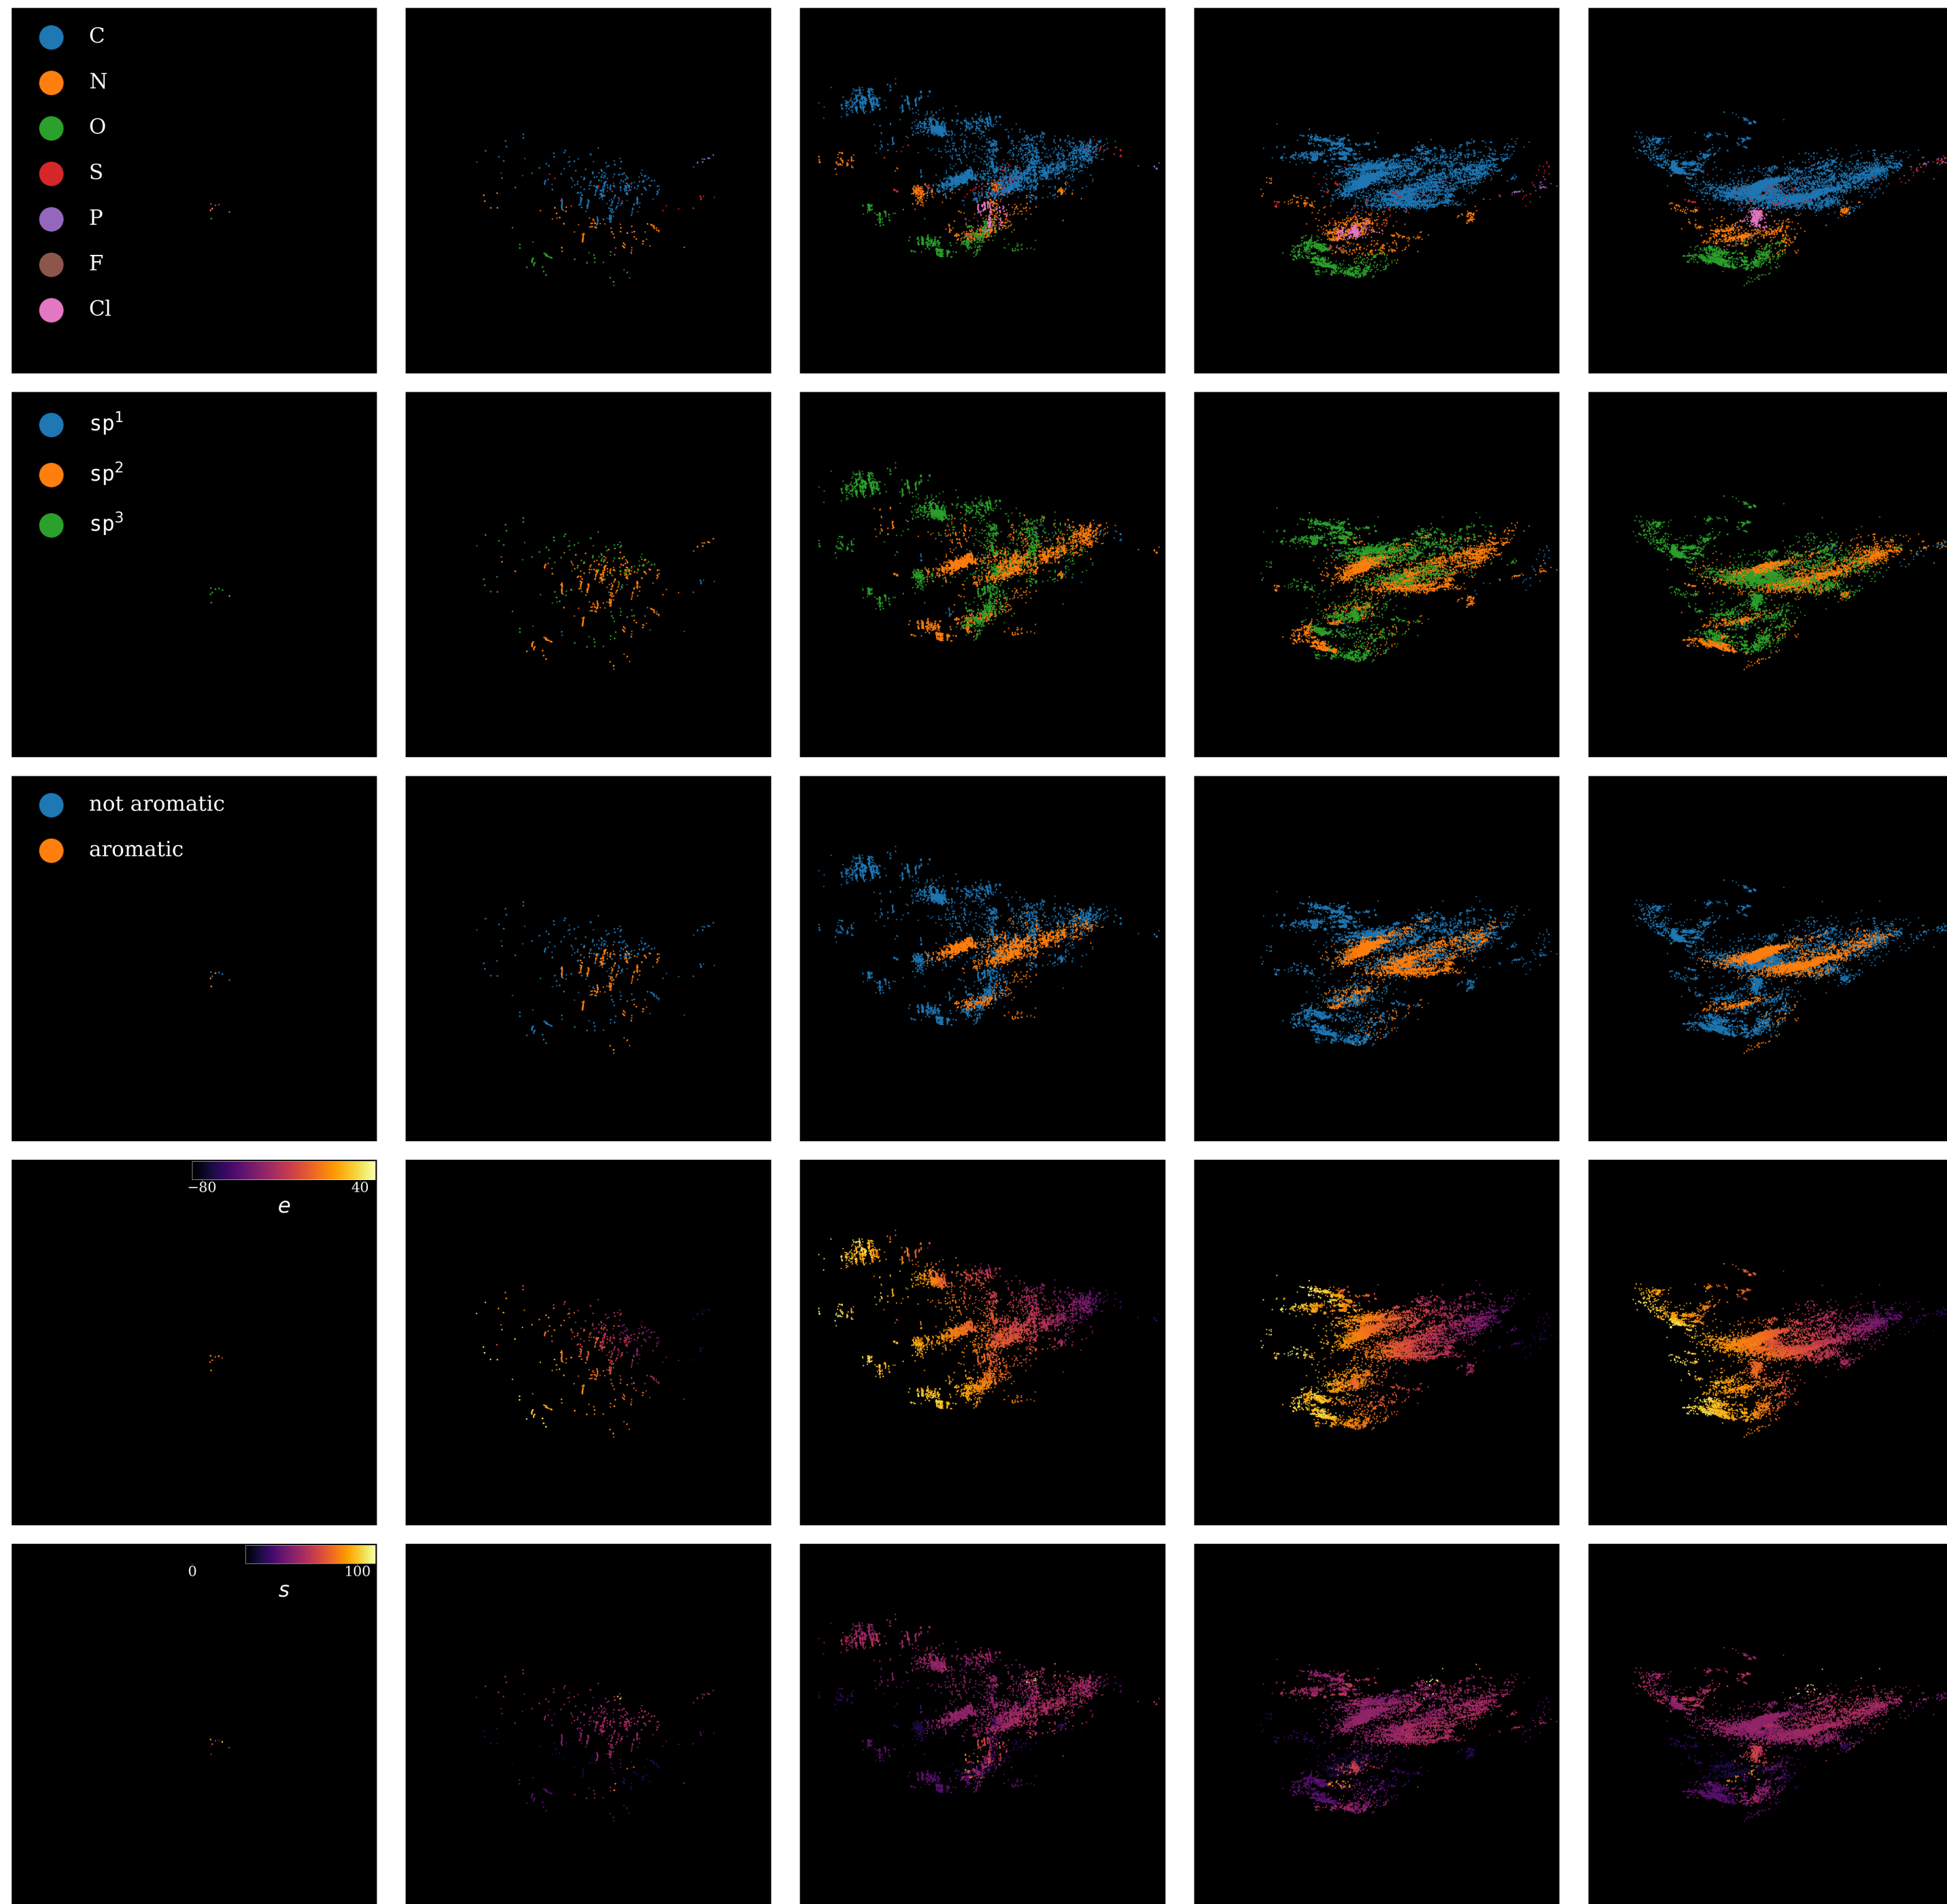 C
N
O
S
P
F
Cl
sp¹
sp²
sp³
not aromatic
aromatic
−80 40
e
0 100
s